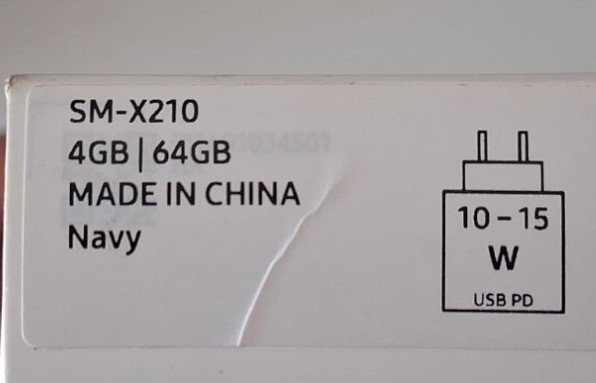 SM-X210
4GB | 64GB
MADE IN CHINA
Navy
10 – 15
W
USB PD